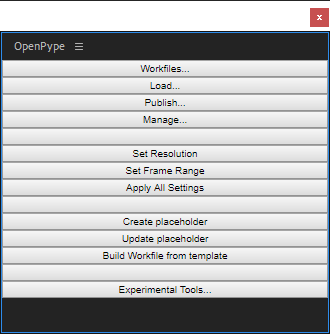 OpenPype
Workfiles...
Load...
Publish...
Manage...
Set Resolution
Set Frame Range
Apply All Settings
Create placeholder
Update placeholder
Build Workfile from template
Experimental Tools...